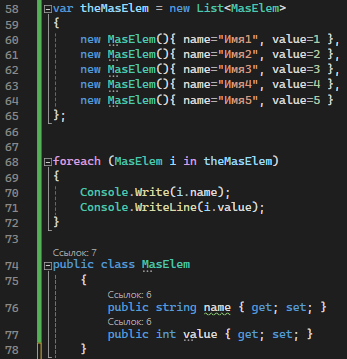 58 var theMasElem = new List<MasElem>
59 {
60 new MasElem(){ name="Имя1", value=1 },
61 new MasElem(){ name="Имя2", value=2 },
62 new MasElem(){ name="Имя3", value=3 },
63 new MasElem(){ name="Имя4", value=4 },
64 new MasElem(){ name="Имя5", value=5 }
65 };
66
67
68 foreach (MasElem i in theMasElem)
69 {
70 Console.Write(i.name);
71 Console.WriteLine(i.value);
72 }
73
Ссылок: 7
74 public class MasElem
75 {
Ссылок: 6
76 public string name { get; set; }
Ссылок: 6
77 public int value { get; set; }
78 }